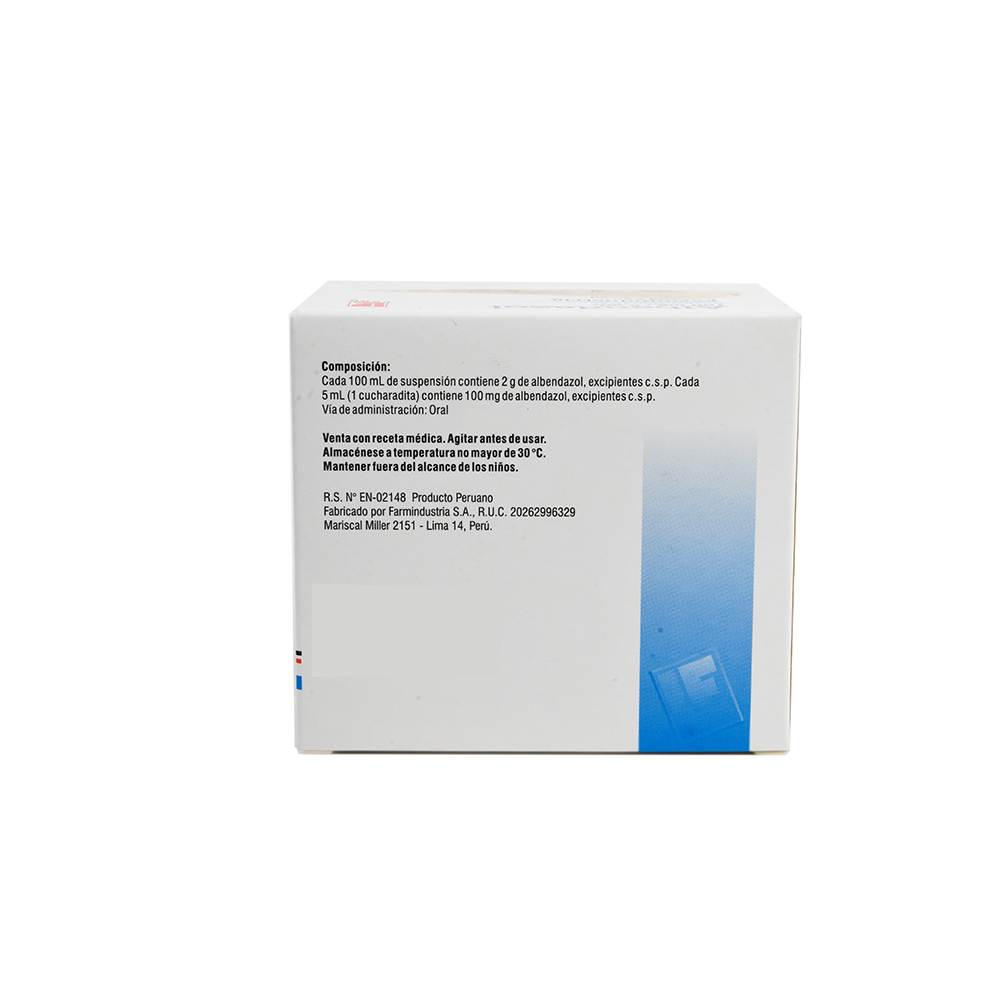 Composición:
Cada 100 mL de suspensión contiene 2 g de albendazol, excipientes c.s.p. Cada
5 mL (1 cucharadita) contiene 100 mg de albendazol, excipientes c.s.p.
Vía de administración: Oral
Venta con receta médica. Agitar antes de usar.
Almacénese a temperatura no mayor de 30 °C.
Mantener fuera del alcance de los niños.
R.S. N° EN-02148 Producto Peruano
Fabricado por Farmindustria S.A., R.U.C. 20262996329
Mariscal Miller 2151 - Lima 14, Perú.